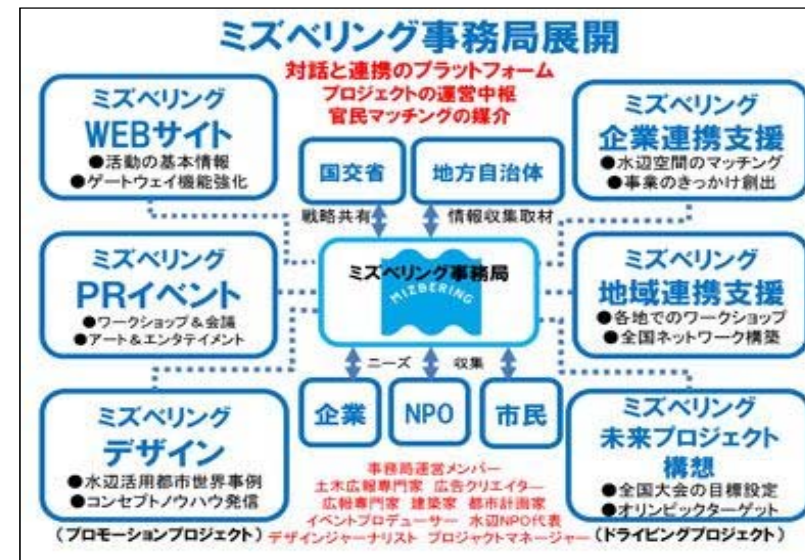 ミズベリング事務局展開
対話と連携のプラットフォーム
プロジェクトの運営中枢
官民マッチングの媒介
ミズベリング
WEBサイト
●活動の基本情報
●ゲートウェイ機能強化
国交省
地方自治体
ミズベリング
企業連携支援
●水辺空間のマッチング
●事業のきっかけ創出
戦略共有
情報収集取材
ミズベリング
PRイベント
●ワークショップ&会議
●アート&エンタテイメント
ミズベリング事務局
MIZBERING
ミズベリング
地域連携支援
●各地でのワークショップ
●全国ネットワーク構築
ニーズ
収集
企業
NPO
市民
ミズベリング
デザイン
●水辺活用都市世界事例
●コンセプトノウハウ発信
(プロモーションプロジェクト)
事務局運営メンバー
土木広報専門家 広告クリエイター
広報専門家 建築家 都市計画家
イベントプロデューサー 水辺NPO代表
デザインジャーナリスト プロジャクトマネージャー
ミズベリング
未来プロジェクト
構想
●全国大会の目標設定
●オリンピックターゲット
(ドライビングプロジェクト)